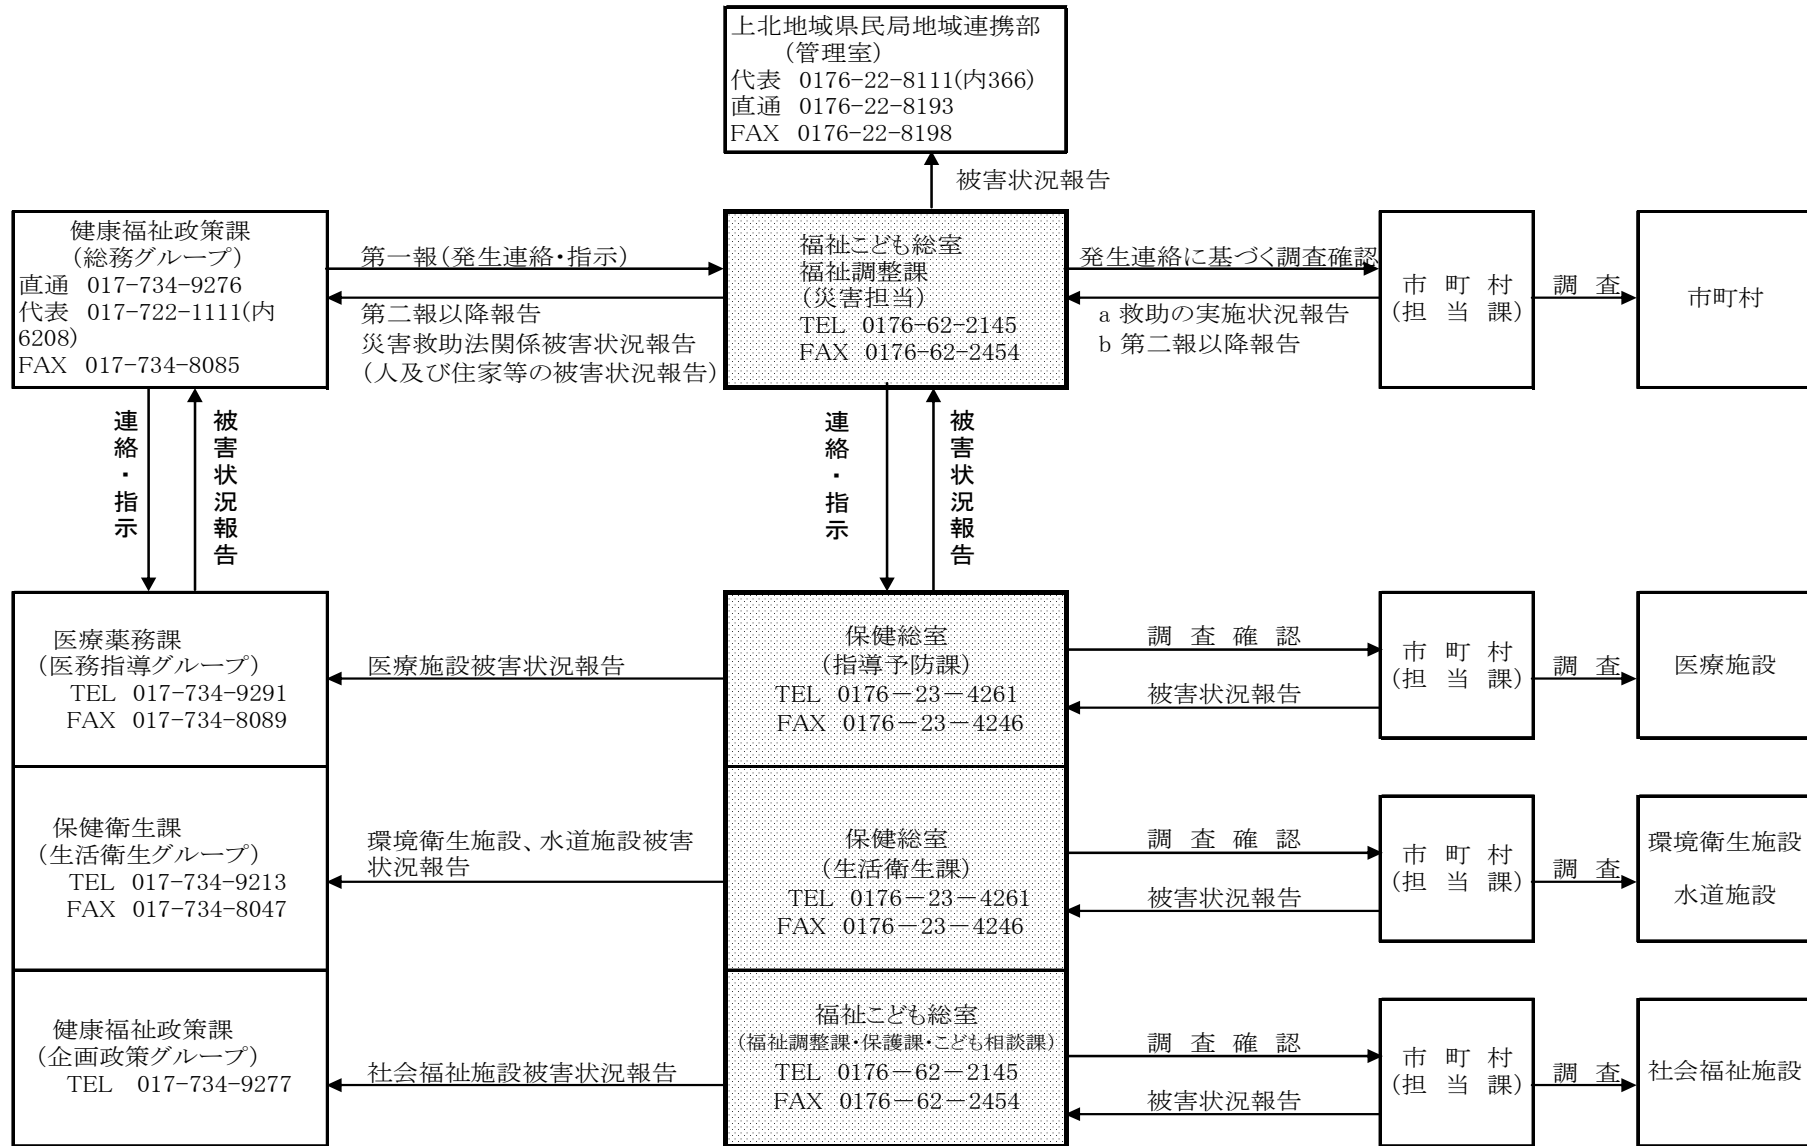 上北地域県民局地域連携部
(管理室)
代表 0176-22-8111(内366)
直通 0176-22-8193
FAX 0176-22-8198
被害状況報告
健康福祉政策課
(総務グループ)
直通 017-734-9276
代表 017-722-1111(内
6208)
FAX 017-734-8085
第一報(発生連絡・指示)
第二報以降報告
災害救助法関係被害状況報告
(人及び住家等の被害状況報告)
福祉こども総室
福祉調整課
(災害担当)
TEL 0176-62-2145
FAX 0176-62-2454
発生連絡に基づく調査確認
a 救助の実施状況報告
b 第二報以降報告
市 町 村
(担 当 課)
調 査
市町村
連絡・指示
被害状況報告
連絡・指示
被害状況報告
医療薬務課
(医務指導グループ)
TEL 017-734-9291
FAX 017-734-8089
医療施設被害状況報告
保健総室
(指導予防課)
TEL 0176-23-4261
FAX 0176-23-4246
調 査 確 認
被害状況報告
市 町 村
(担 当 課)
調 査
医療施設
保健衛生課
(生活衛生グループ)
TEL 017-734-9213
FAX 017-734-8047
環境衛生施設、水道施設被害
状況報告
保健総室
(生活衛生課)
TEL 0176-23-4261
FAX 0176-23-4246
調 査 確 認
被害状況報告
市 町 村
(担 当 課)
調 査
環境衛生施設
水道施設
健康福祉政策課
(企画政策グループ)
TEL 017-734-9277
社会福祉施設被害状況報告
福祉こども総室
(福祉調整課・保護課・こども相談課)
TEL 0176-62-2145
FAX 0176-62-2454
調 査 確 認
被害状況報告
市 町 村
(担 当 課)
調 査
社会福祉施設